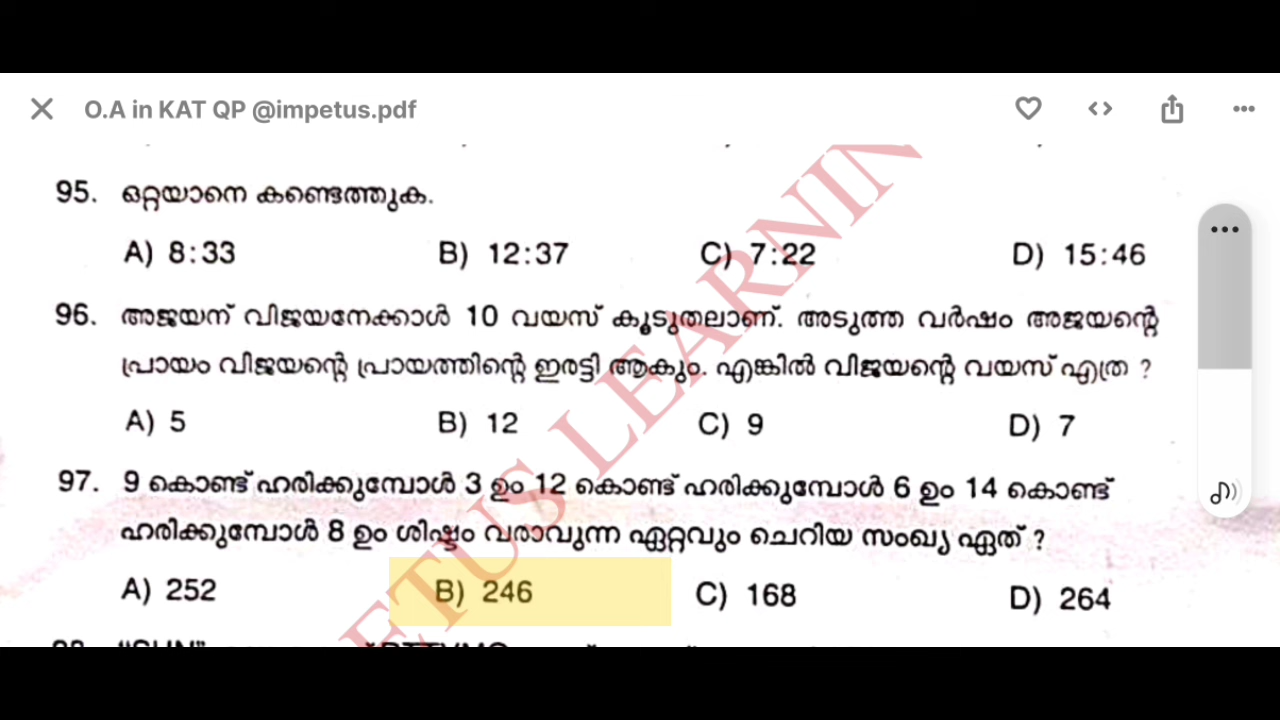 O.A in KAT QP @impetus.pdf
95. ഒറ്റയാനെ കണ്ടെത്തുക.
A) 8:33 B) 12:37 C) 7:22 D) 15:46
96. അജയന് വിജയനേക്കാൾ 10 വയസ് കൂടുതലാണ്. അടുത്ത വർഷം അജയന്റെ
പ്രായം വിജയന്റെ പ്രായത്തിന്റെ ഇരട്ടി ആകും. എങ്കിൽ വിജയന്റെ വയസ് എത്ര ?
A) 5 B) 12 C) 9 D) 7
97. 9 കൊണ്ട് ഹരിക്കുമ്പോൾ 3 ഉം 12 കൊണ്ട് ഹരിക്കുമ്പോൾ 6 ഉം 14 കൊണ്ട്
ഹരിക്കുമ്പോൾ 8 ഉം ശിഷ്ടം വരാവുന്ന ഏറ്റവും ചെറിയ സംഖ്യ ഏത് ?
A) 252 B) 246 C) 168 D) 264
ETUS LEARNIN